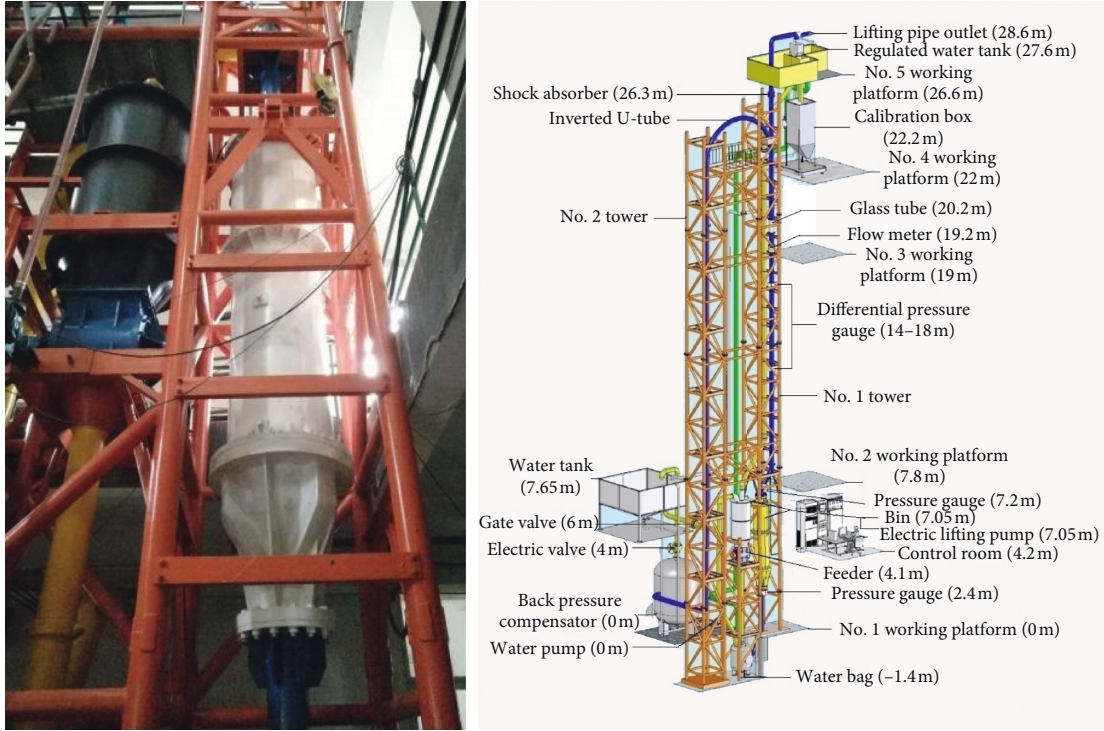 Lifting pipe outlet (28.6 m)
Regulated water tank (27.6 m)
No. 5 working
platform (26.6 m)
Shock absorber (26.3 m)
Inverted U-tube
Calibration box
(22.2 m)
No. 4 working
platform (22 m)
No. 2 tower
Glass tube (20.2 m)
Flow meter (19.2 m)
No. 3 working
platform (19 m)
Differential pressure
gauge (14–18 m)
No. 1 tower
No. 2 working platform
(7.8 m)
Water tank
(7.65 m)
Pressure gauge (7.2 m)
Bin (7.05 m)
Gate valve (6 m)
Electric lifting pump (7.05 m)
Electric valve (4 m)
Control room (4.2 m)
Feeder (4.1 m)
Pressure gauge (2.4 m)
Back pressure
compensator (0 m)
No. 1 working platform (0 m)
Water pump (0 m)
Water bag (–1.4 m)